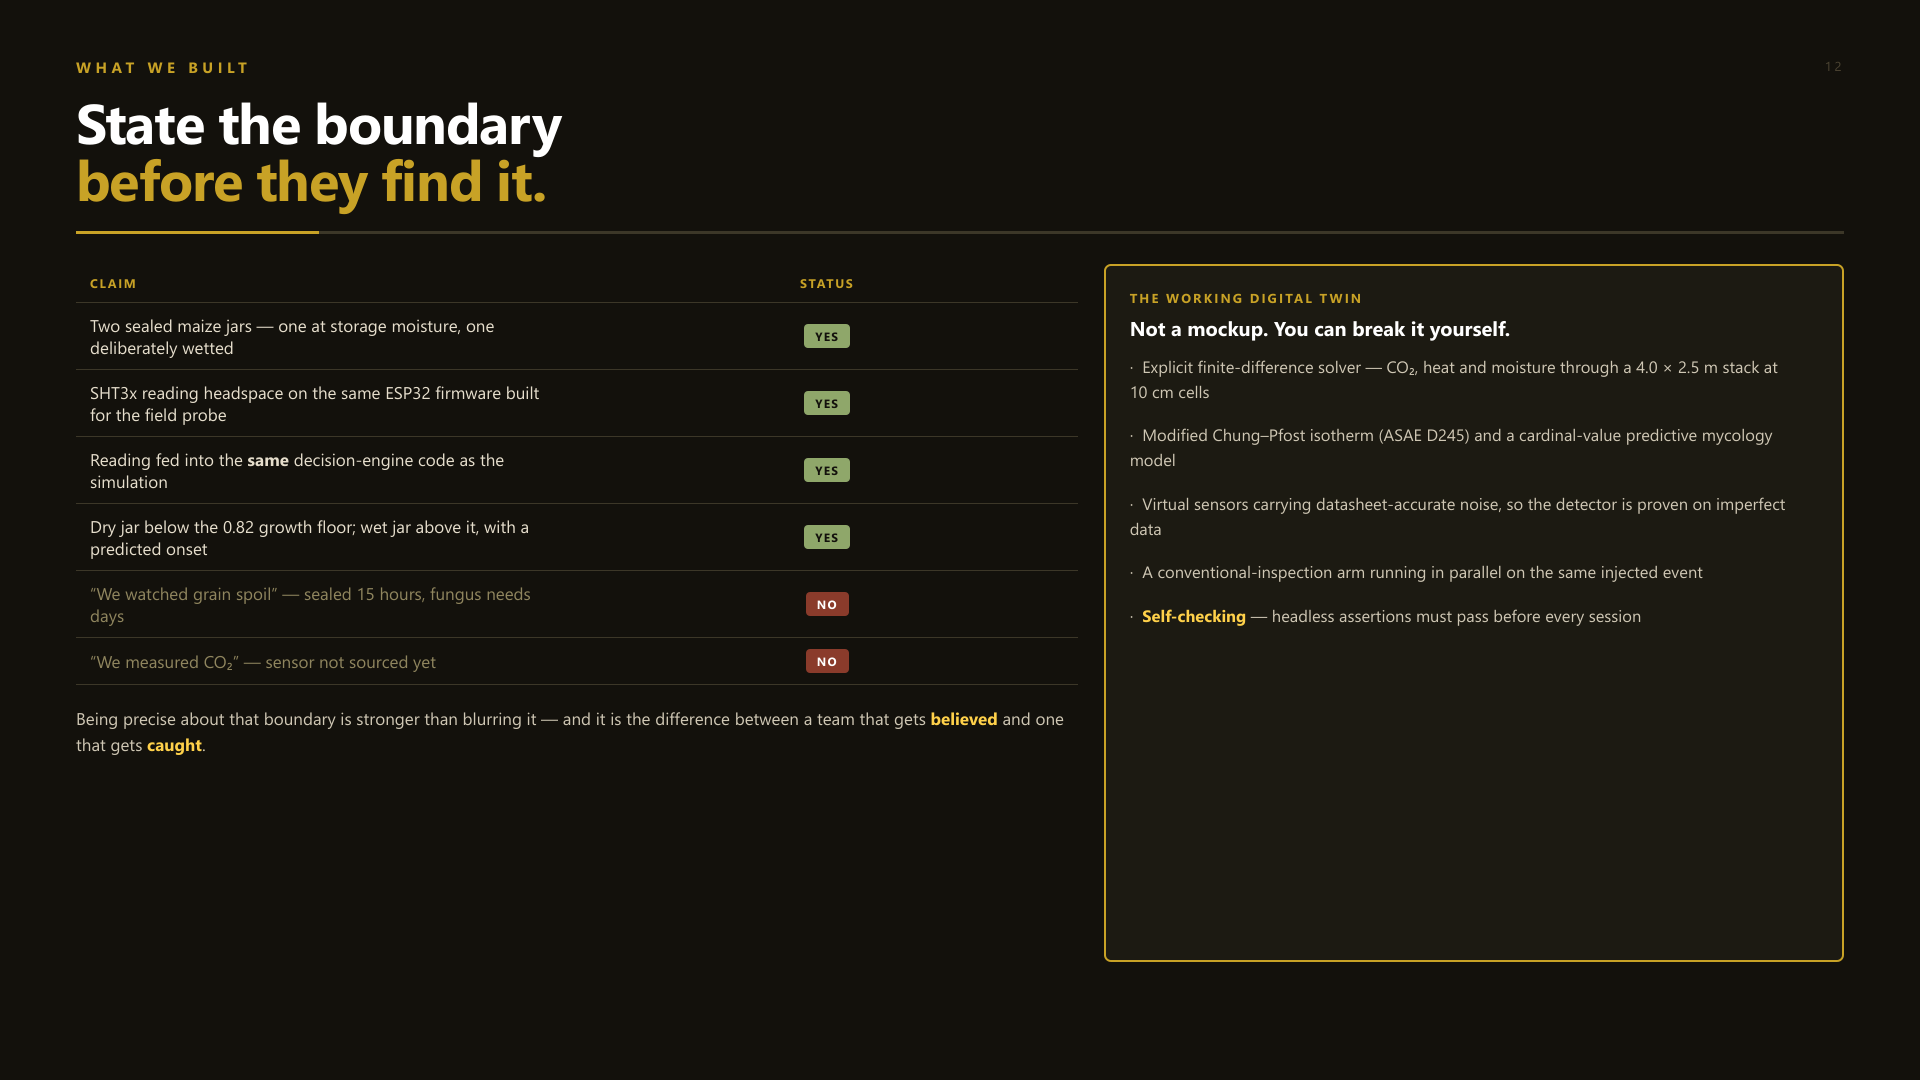 WHAT WE BUILT
12
State the boundary
before they find it.
CLAIM
STATUS
Two sealed maize jars — one at storage moisture, one
deliberately wetted
YES
SHT3x reading headspace on the same ESP32 firmware built
for the field probe
YES
Reading fed into the same decision-engine code as the
simulation
YES
Dry jar below the 0.82 growth floor; wet jar above it, with a
predicted onset
YES
“We watched grain spoil” — sealed 15 hours, fungus needs
days
NO
“We measured CO₂” — sensor not sourced yet
NO
Being precise about that boundary is stronger than blurring it — and it is the difference between a team that gets believed and one
that gets caught.
THE WORKING DIGITAL TWIN
Not a mockup. You can break it yourself.
· Explicit finite-difference solver — CO₂, heat and moisture through a 4.0 × 2.5 m stack at
10 cm cells
· Modified Chung–Pfost isotherm (ASAE D245) and a cardinal-value predictive mycology
model
· Virtual sensors carrying datasheet-accurate noise, so the detector is proven on imperfect
data
· A conventional-inspection arm running in parallel on the same injected event
· Self-checking — headless assertions must pass before every session